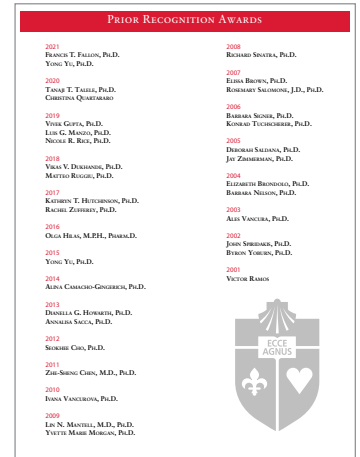 Prior Recognition Awards
2021
Francis T. Fallon, Ph.D.
Yong Yu, Ph.D.
2020
Tanaji T. Talele, Ph.D.
Christina Quartararo
2019
Vivek Gupta, Ph.D.
Luis G. Manzo, Ph.D.
Nicole R. Rice, Ph.D.
2018
Vikas V. Dukhande, Ph.D.
Matteo Ruggiu, Ph.D.
2017
Kathryn T. Hutchinson, Ph.D.
Rachel Zufferey, Ph.D.
2016
Olga Hilas, M.P.H., Pharm.D.
2015
Yong Yu, Ph.D.
2014
Alina Camacho-Gingerich, Ph.D.
2013
Dianella G. Howarth, Ph.D.
Annalisa Sacca, Ph.D.
2012
Seokhee Cho, Ph.D.
2011
Zhe-Sheng Chen, M.D., Ph.D.
2010
Ivana Vancurova, Ph.D.
2009
Lin N. Mantell, M.D., Ph.D.
Yvette Marie Morgan, Ph.D.
2008
Richard Sinatra, Ph.D.
2007
Elissa Brown, Ph.D.
Rosemary Salomone, J.D., Ph.D.
2006
Barbara Signer, Ph.D.
Konrad Tuchscherer, Ph.D.
2005
Deborah Saldana, Ph.D.
Jay Zimmerman, Ph.D.
2004
Elizabeth Brondolo, Ph.D.
Barbara Nelson, Ph.D.
2003
Ales Vancura, Ph.D.
2002
John Spiridakis, Ph.D.
Byron Yoburn, Ph.D.
2001
Victor Ramos
ECCE
AGNUS